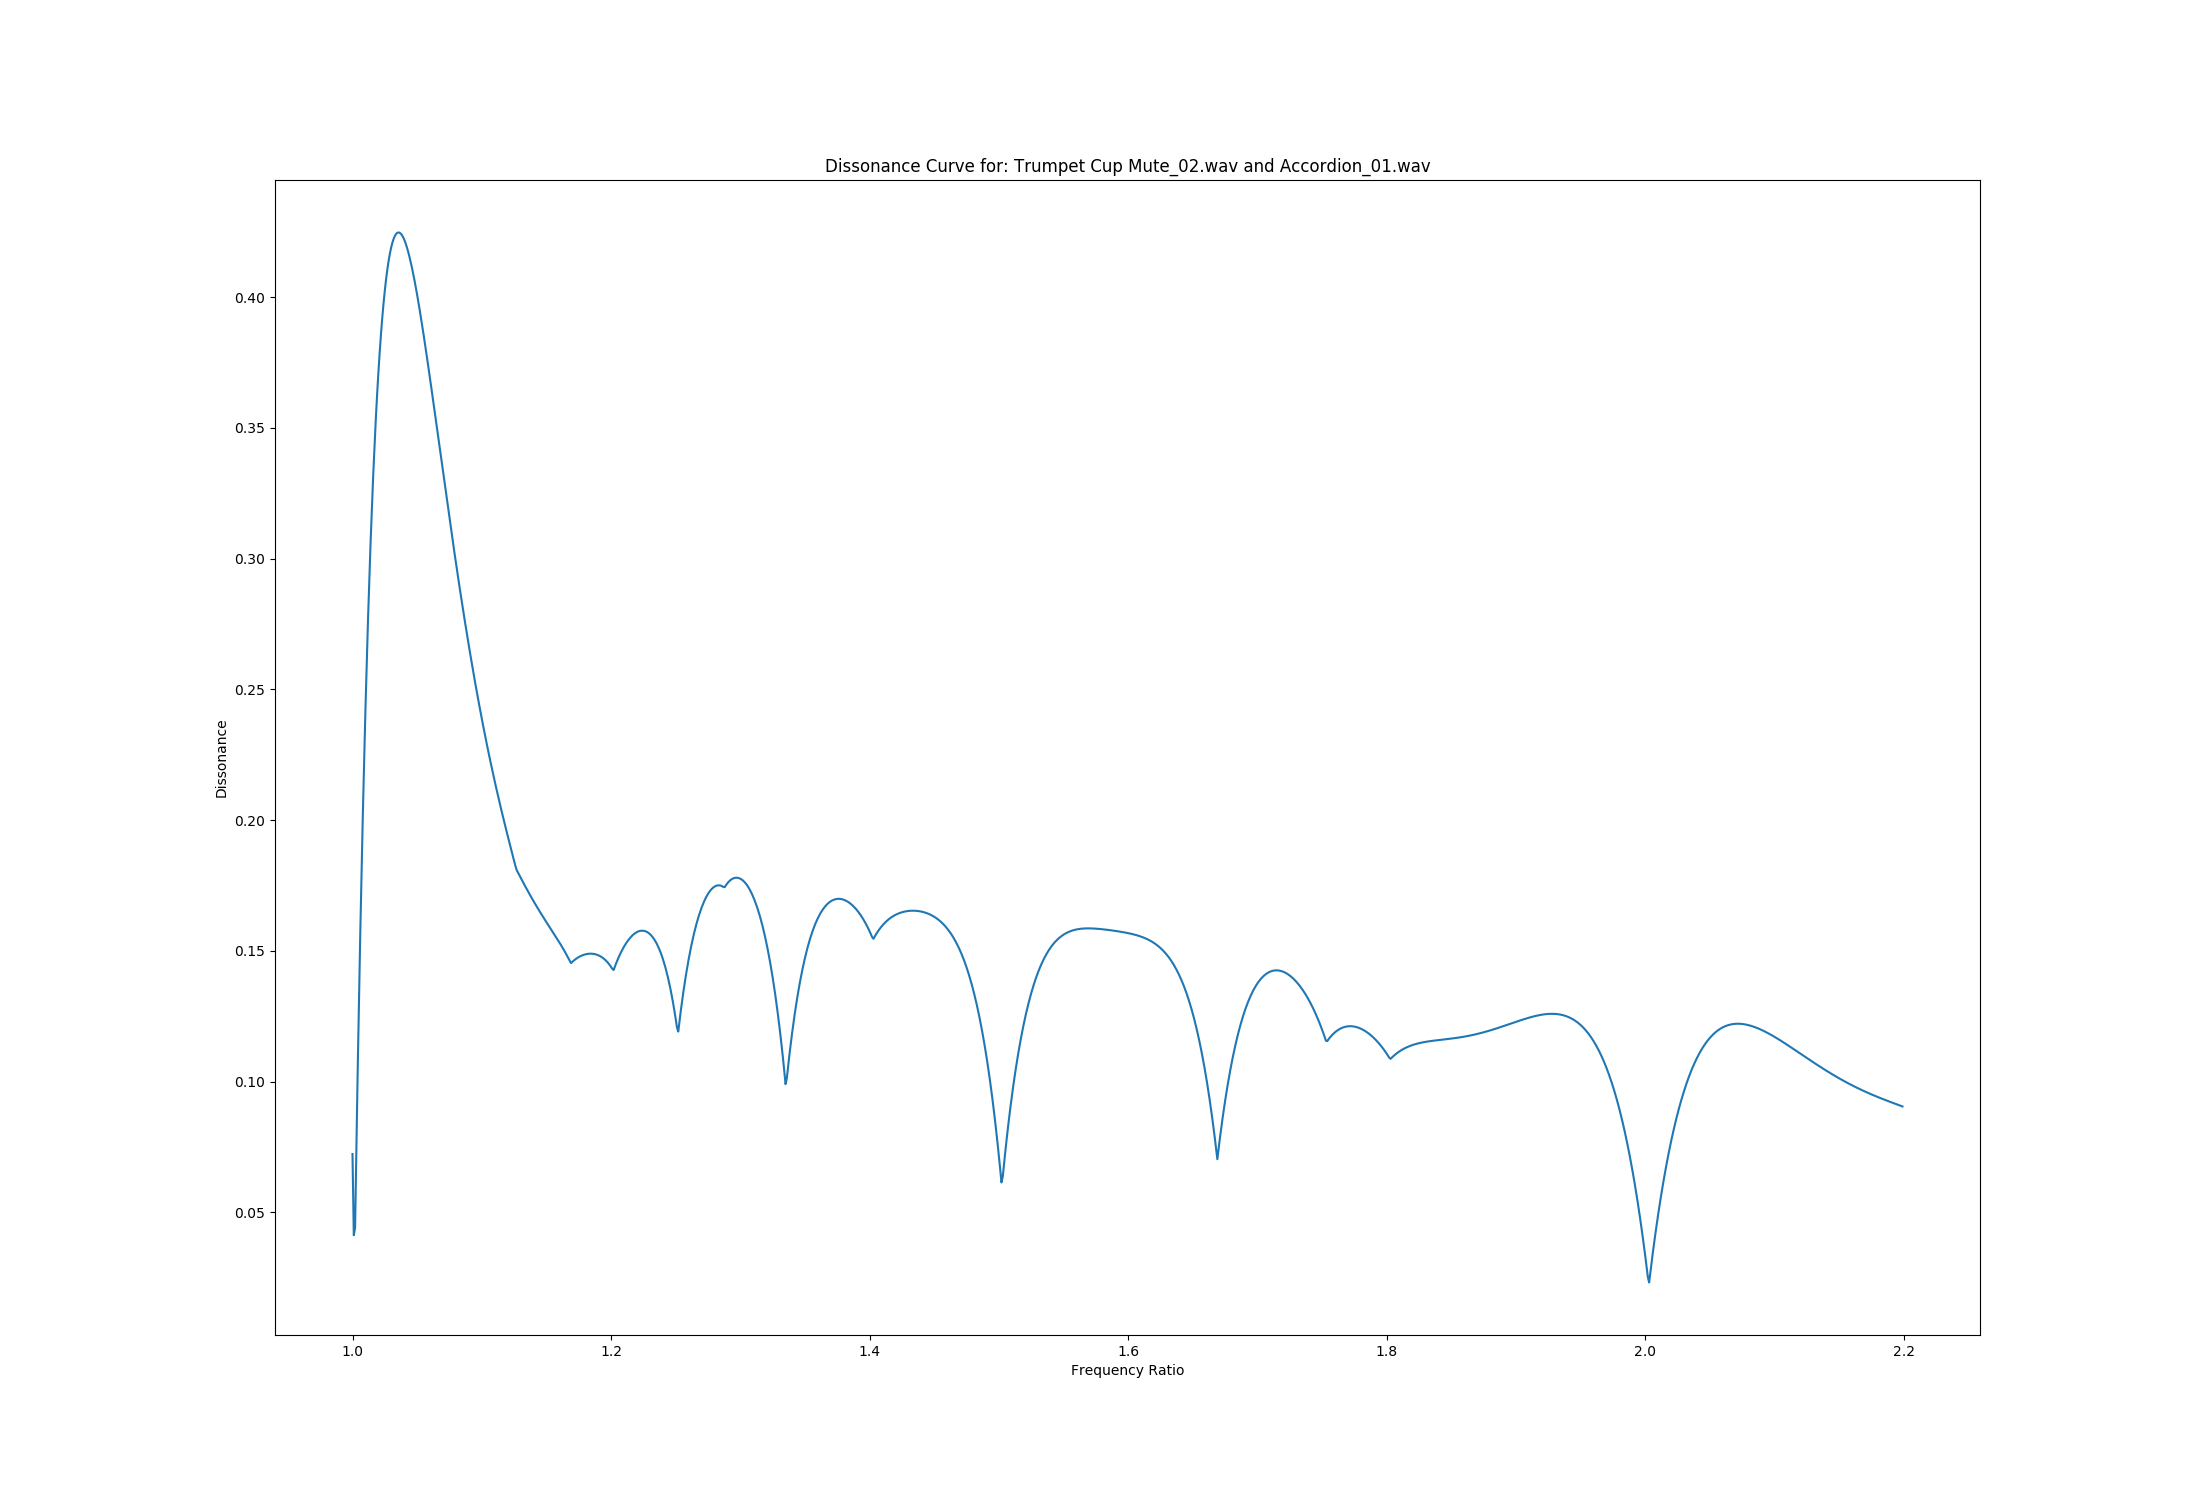 Dissonance Curve for: Trumpet Cup Mute_02.wav and Accordion_01.wav
0.40
0.35
0.30
0.25
0.20
0.15
0.10
0.05
Dissonance
1.0 1.2 1.4 1.6 1.8 2.0 2.2
Frequency Ratio